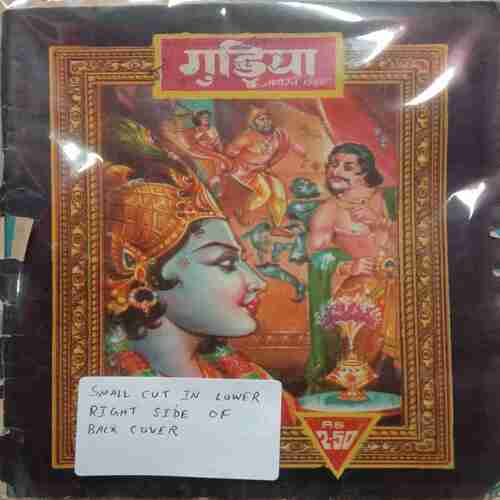 गुड़िया
SMALL CUT IN LOWER
RIGHT SIDE OF
BACK COVER
RS
2-50